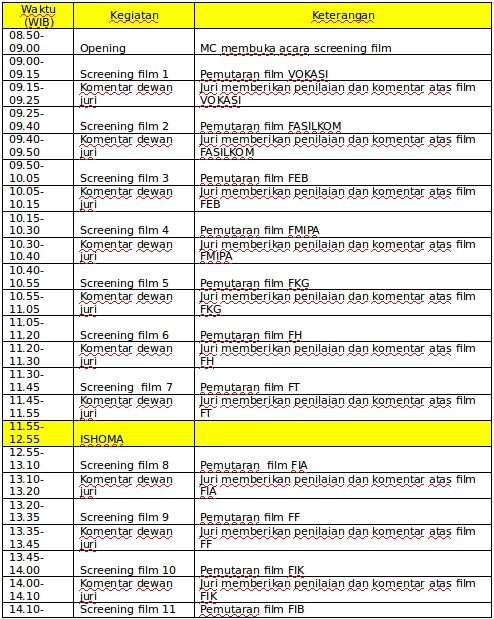 Waktu (WIB) Kegiatan Keterangan
08.50-
09.00 Opening MC membuka acara screening film
09.00-
09.15 Screening film 1 Pemutaran film VOKASI
09.15- Komentar dewan Juri memberikan penilaian dan komentar atas film
09.25 juri VOKASI
09.25-
09.40 Screening film 2 Pemutaran film FASILKOM
09.40- Komentar dewan Juri memberikan penilaian dan komentar atas film
09.50 juri FASILKOM
09.50-
10.05 Screening film 3 Pemutaran film FEB
10.05- Komentar dewan Juri memberikan penilaian dan komentar atas film
10.15 juri FEB
10.15-
10.30 Screening film 4 Pemutaran film FMIPA
10.30- Komentar dewan Juri memberikan penilaian dan komentar atas film
10.40 juri FMIPA
10.40-
10.55 Screening film 5 Pemutaran film FKG
10.55- Komentar dewan Juri memberikan penilaian dan komentar atas film
11.05 juri FKG
11.05-
11.20 Screening film 6 Pemutaran film FH
11.20- Komentar dewan Juri memberikan penilaian dan komentar atas film
11.30 juri FH
11.30-
11.45 Screening film 7 Pemutaran film FT
11.45- Komentar dewan Juri memberikan penilaian dan komentar atas film
11.55 juri FT
11.55-
12.55 ISHOMA
12.55-
13.10 Screening film 8 Pemutaran film FIA
13.10- Komentar dewan Juri memberikan penilaian dan komentar atas film
13.20 juri FIA
13.20-
13.35 Screening film 9 Pemutaran film FF
13.35- Komentar dewan Juri memberikan penilaian dan komentar atas film
13.45 juri FF
13.45-
14.00 Screening film 10 Pemutaran film FIK
14.00- Komentar dewan Juri memberikan penilaian dan komentar atas film
14.10 juri FIK
14.10- Screening film 11 Pemutaran film FIB